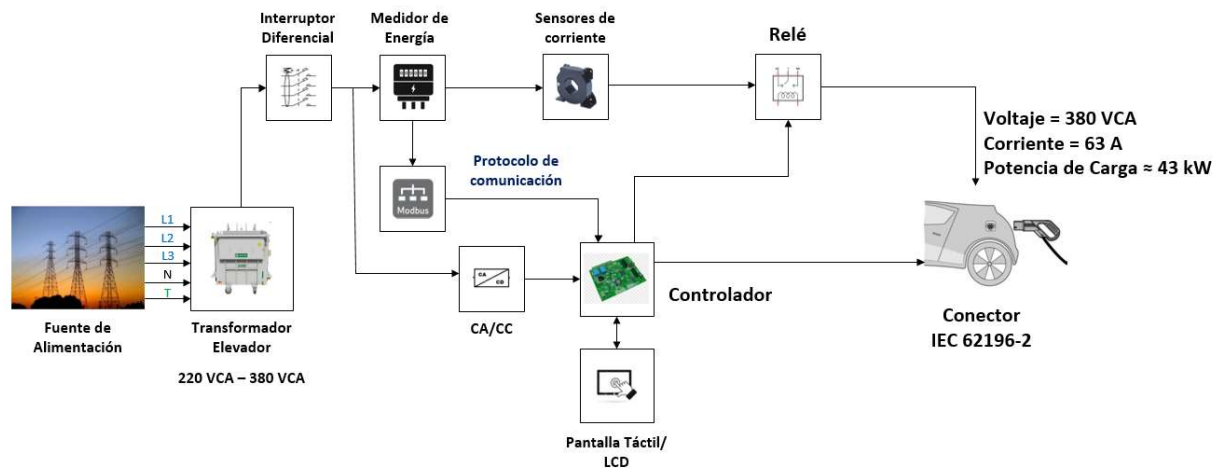 Interruptor
Diferencial
Medidor de
Energía
Sensores de
corriente
Relé
Voltaje = 380 VCA
Corriente = 63 A
Potencia de Carga ≈ 43 kW
Protocolo de
comunicación
Modbus
L1
L2
L3
N
T
CA
CD
Controlador
Fuente de
Alimentación
Transformador
Elevador
220 VCA – 380 VCA
CA/CC
Conector
IEC 62196-2
Pantalla Táctil/
LCD